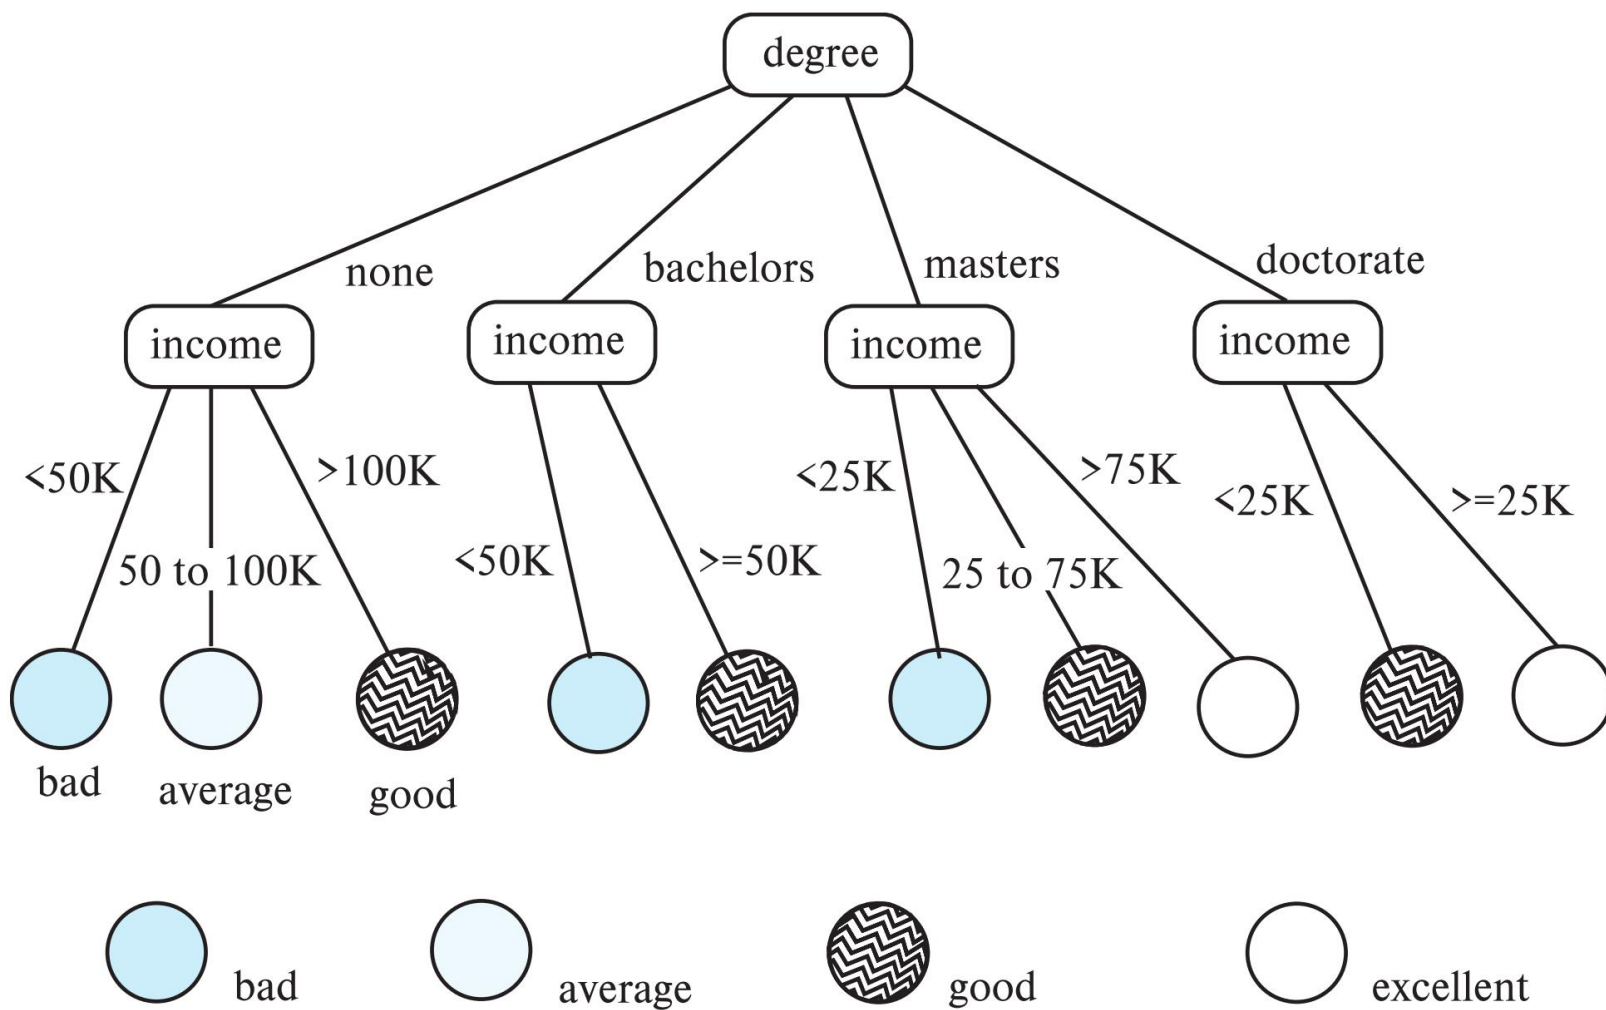 degree
none
bachelors
masters
doctorate
income
income
income
income
<50K
50 to 100K
>100K
<50K
>=50K
<25K
25 to 75K
>75K
<25K
>=25K
bad
average
good
bad
average
good
excellent